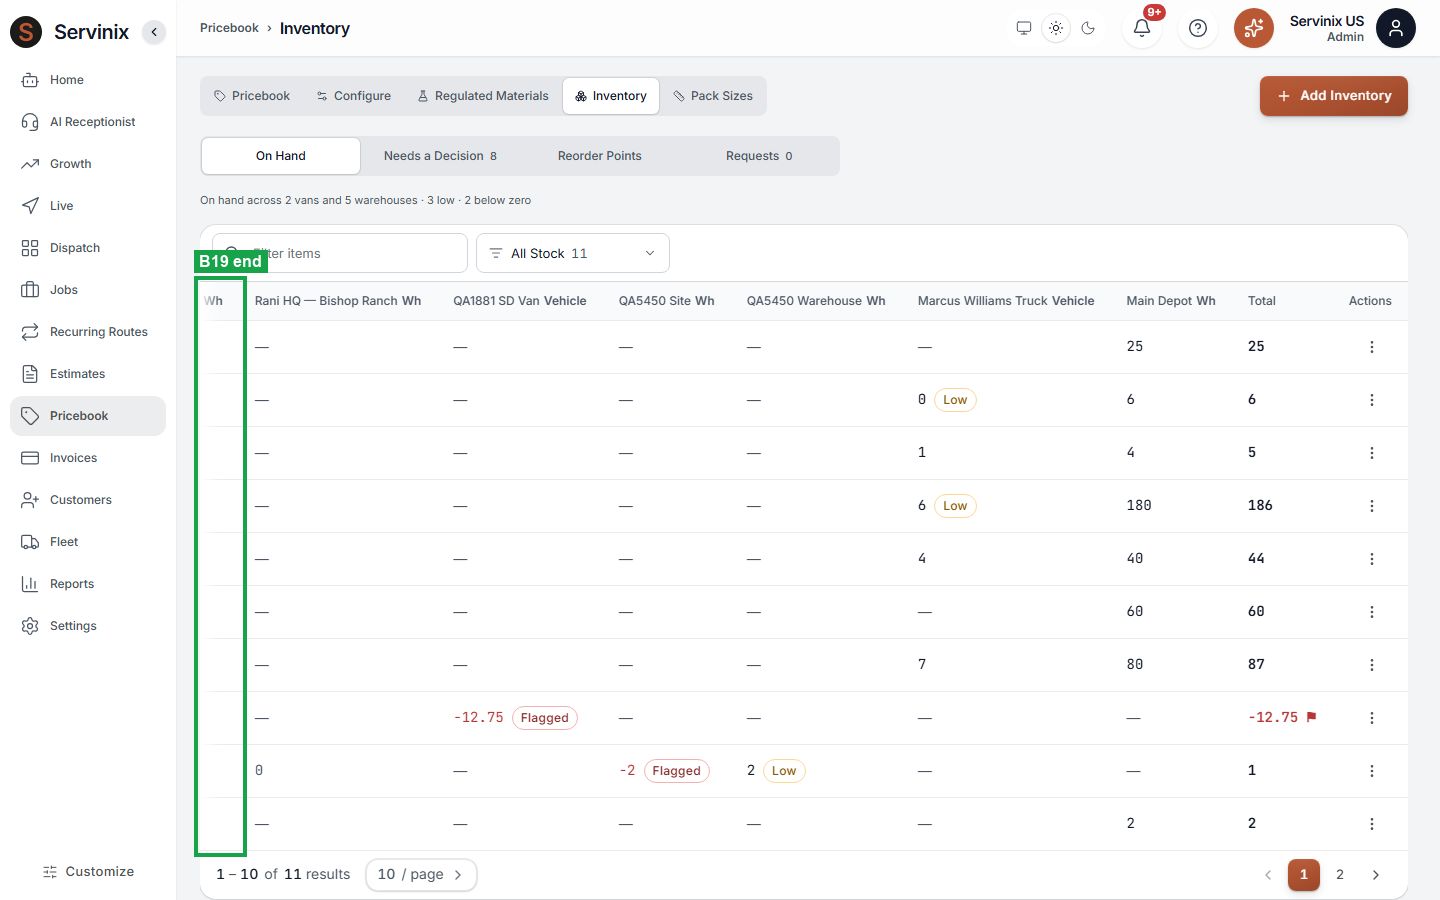 Servinix
Home
AI Receptionist
Growth
Live
Dispatch
Jobs
Recurring Routes
Estimates
Pricebook
Invoices
Customers
Fleet
Reports
Settings
Customize
Pricebook › Inventory
9+
Servinix US
Admin
Pricebook Configure Regulated Materials Inventory Pack Sizes
+ Add Inventory
On Hand Needs a Decision 8 Reorder Points Requests 0
On hand across 2 vans and 5 warehouses · 3 low · 2 below zero
B19 end
items All Stock 11
Wh Rani HQ — Bishop Ranch Wh QA1881 SD Van Vehicle QA5450 Site Wh QA5450 Warehouse Wh Marcus Williams Truck Vehicle Main Depot Wh Total Actions
— — — — — 25 25
— — — — 0 Low 6 6
— — — — 1 4 5
— — — — 6 Low 180 186
— — — — 4 40 44
— — — — — 60 60
— — — — 7 80 87
— -12.75 Flagged — — — — -12.75
0 — -2 Flagged 2 Low — — 1
— — — — — 2 2
1 – 10 of 11 results 10 / page 1 2